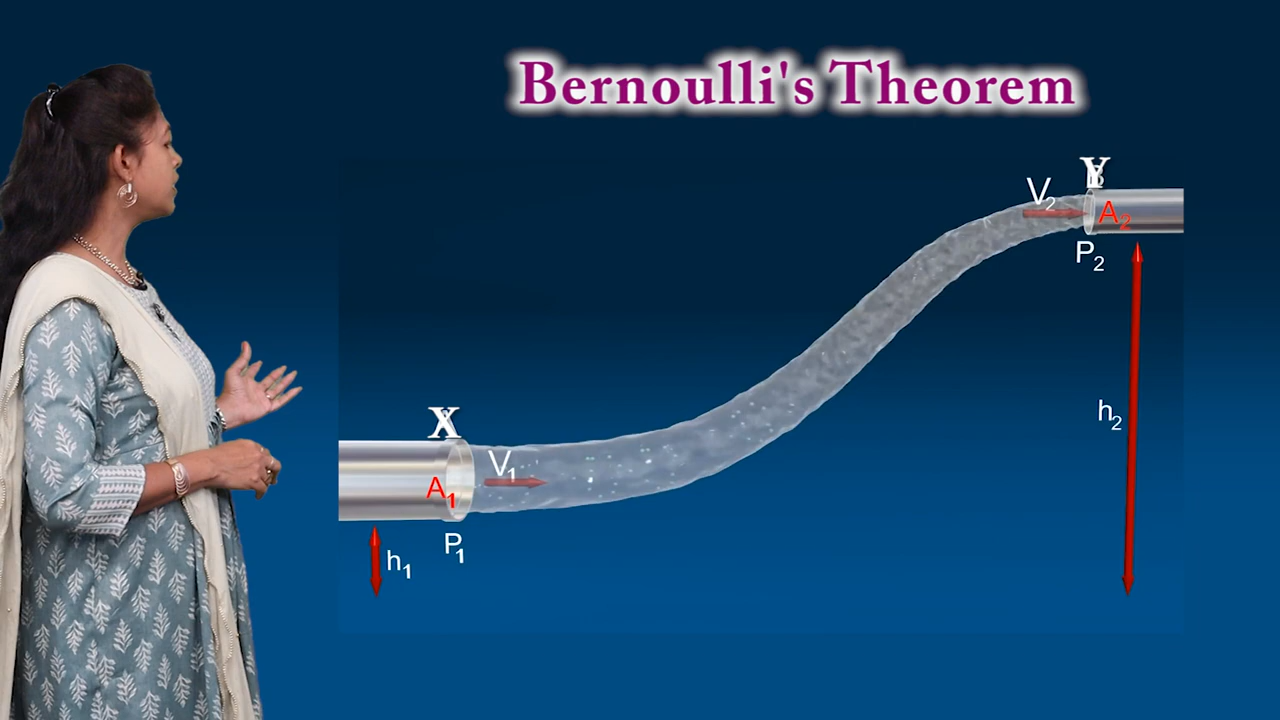 Bernoulli's Theorem
Y
V₂
A₂
P₂
h₂
X
V₁
A₁
P₁
h₁